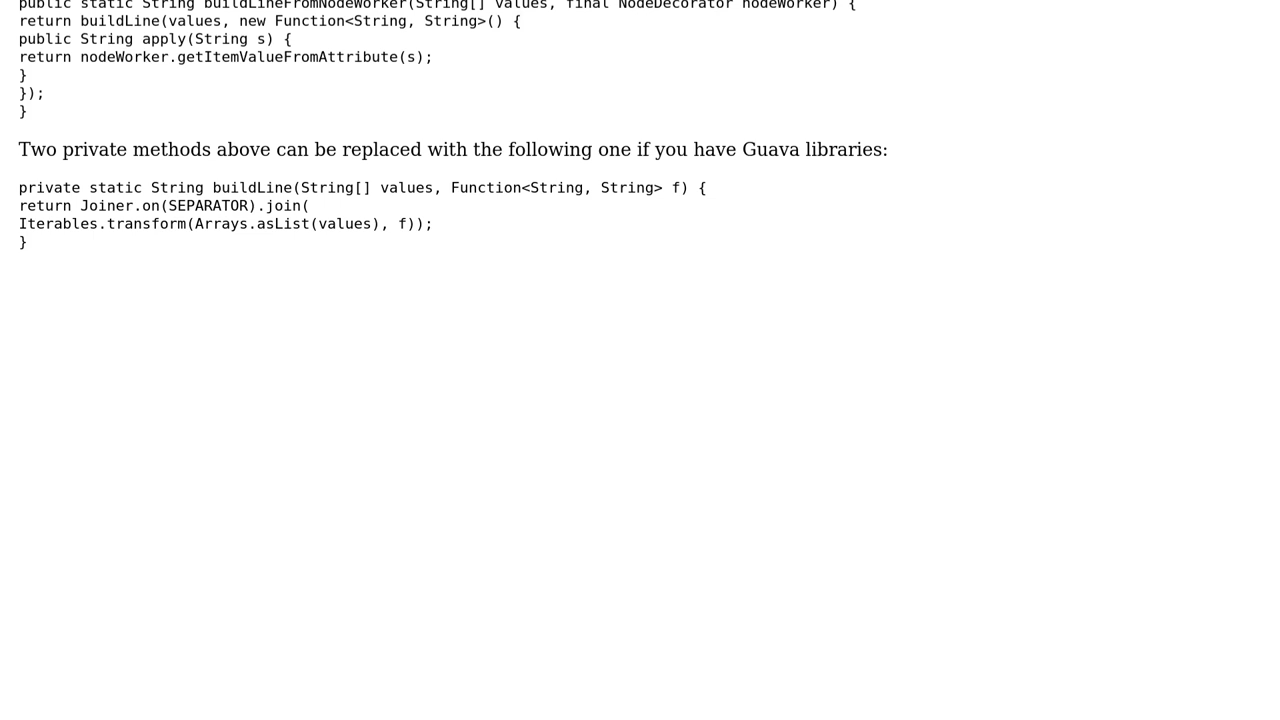 public static String buildLineFromNodeWorker(String[] values, final NodeDecorator nodeWorker) {
return buildLine(values, new Function<String, String>() {
public String apply(String s) {
return nodeWorker.getItemValueFromAttribute(s);
}
});
}
Two private methods above can be replaced with the following one if you have Guava libraries:
private static String buildLine(String[] values, Function<String, String> f) {
return Joiner.on(SEPARATOR).join(
Iterables.transform(Arrays.asList(values), f));
}